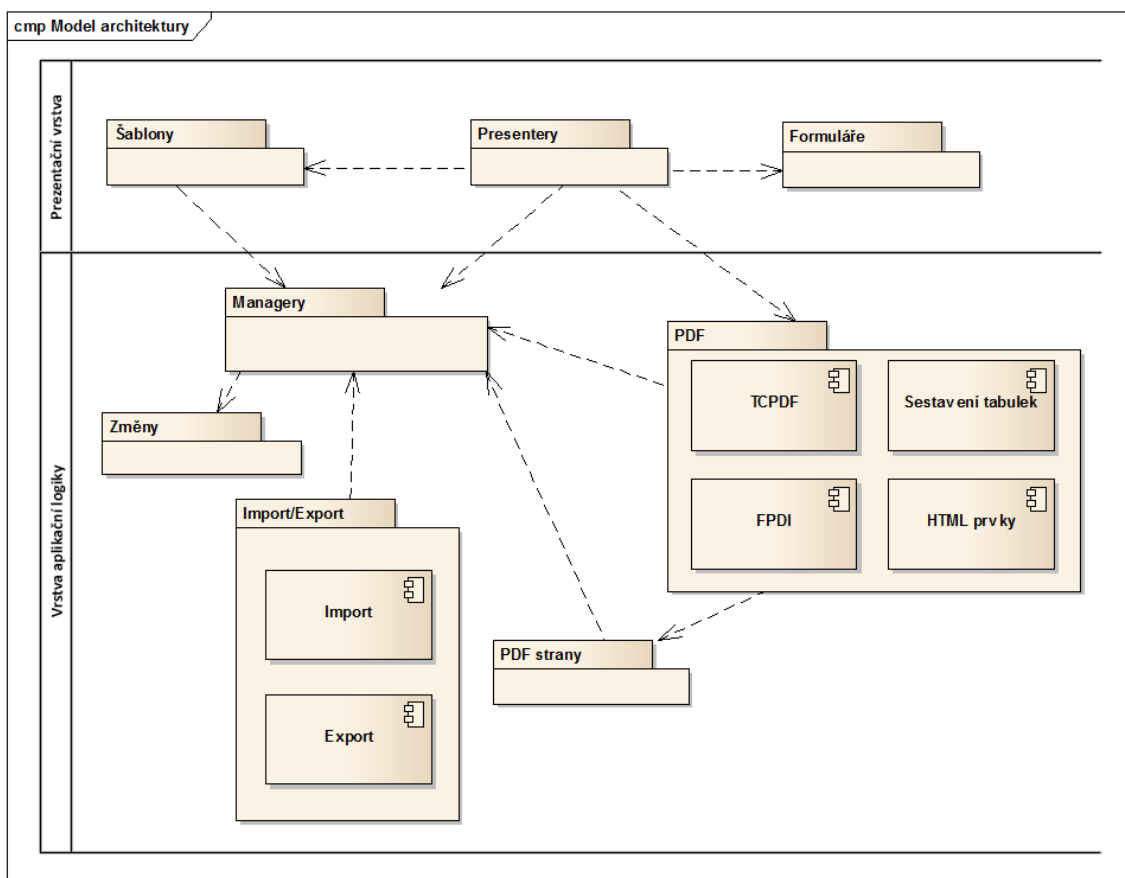 cmp Model architektury
Prezentační vrstva
Šablony
Presentery
Formuláře
Vrstva aplikační logiky
Managery
PDF
TCPDF
Sestavení tabulek
Změny
FPDI
HTML prvky
Import/Export
Import
PDF strany
Export